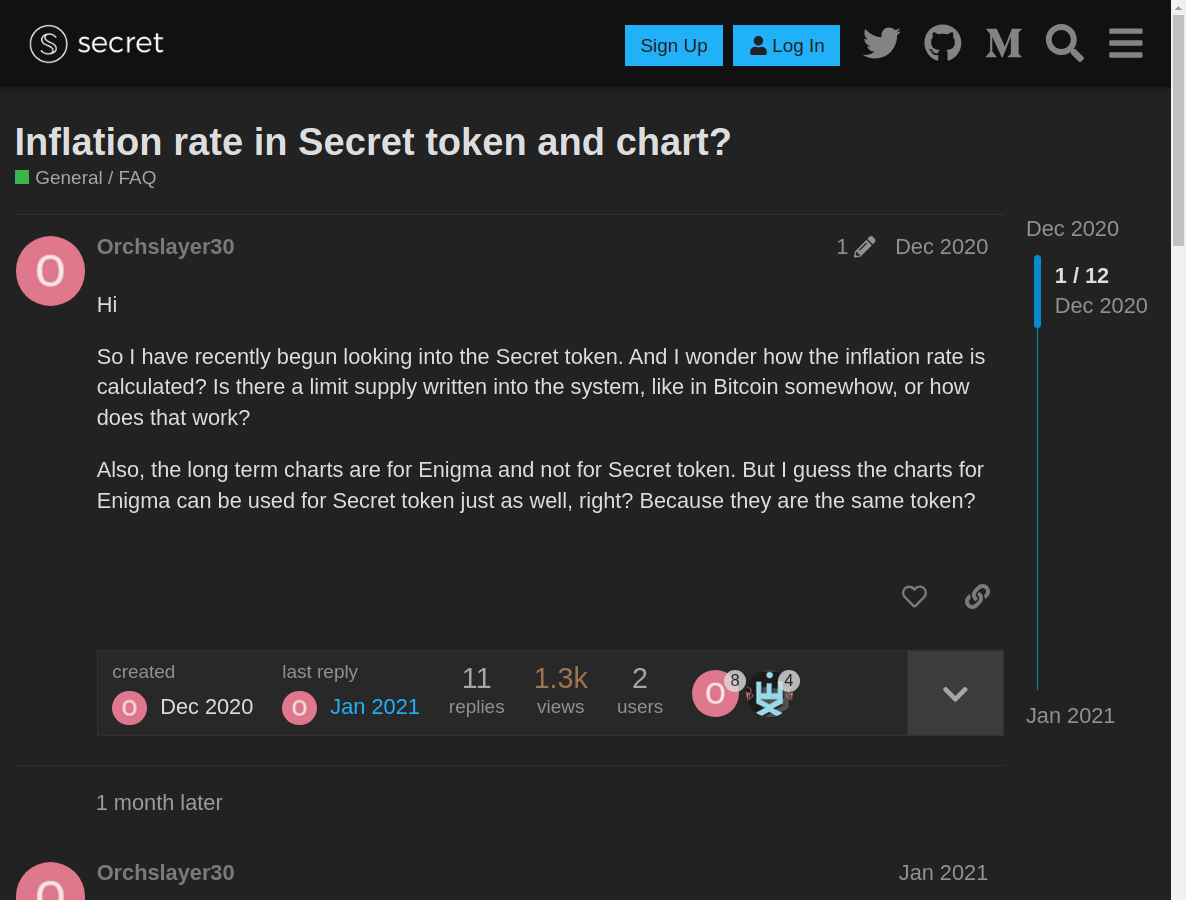 secret
Sign Up
Log In
Inflation rate in Secret token and chart?
General / FAQ
Orchslayer30
1
Dec 2020
Hi
So I have recently begun looking into the Secret token. And I wonder how the inflation rate is
calculated? Is there a limit supply written into the system, like in Bitcoin somewhow, or how
does that work?
Also, the long term charts are for Enigma and not for Secret token. But I guess the charts for
Enigma can be used for Secret token just as well, right? Because they are the same token?
Dec 2020
1 / 12
Dec 2020
Jan 2021
created
O Dec 2020
last reply
O Jan 2021
11
replies
1.3k
views
2
users
O 8
4
1 month later
O
Orchslayer30
Jan 2021
O